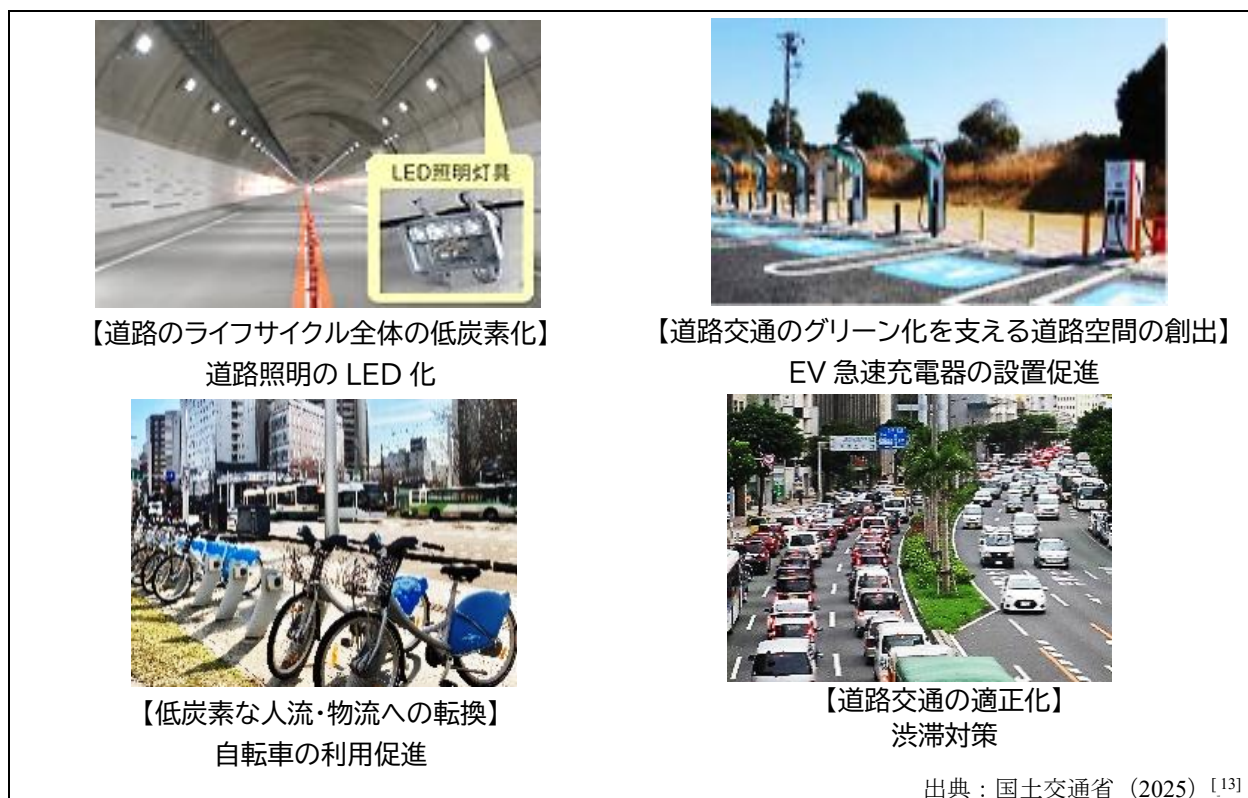 LED照明灯具
【道路のライフサイクル全体の低炭素化】
道路照明の LED 化
【道路交通のグリーン化を支える道路空間の創出】
EV 急速充電器の設置促進
【低炭素な人流・物流への転換】
自転車の利用促進
【道路交通の適正化】
渋滞対策
出典：国土交通省（2025）[13]